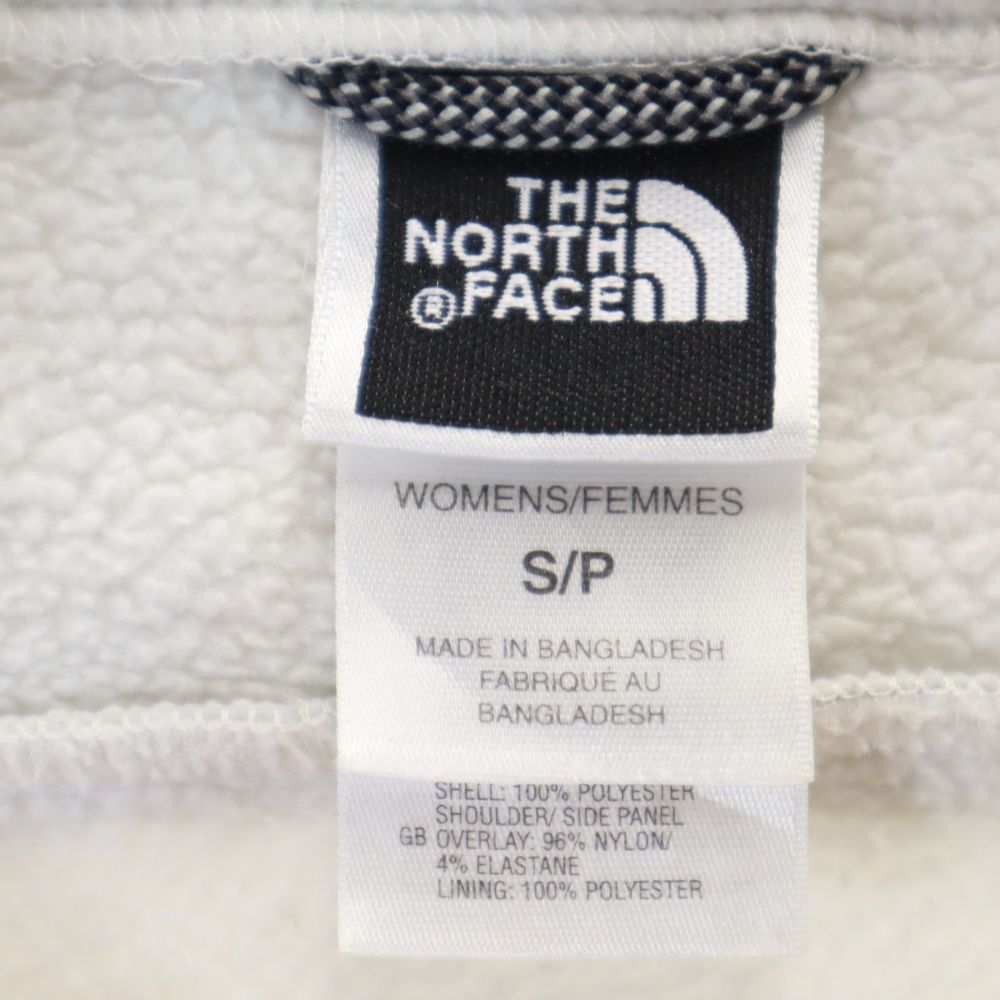 THE
NORTH
®FACE
WOMENS/FEMMES
S/P
MADE IN BANGLADESH
FABRIQUÉ AU
BANGLADESH
SHELL: 100% POLYESTER
SHOULDER/ SIDE PANEL
GB OVERLAY: 96% NYLON/
4% ELASTANE
LINING: 100% POLYESTER